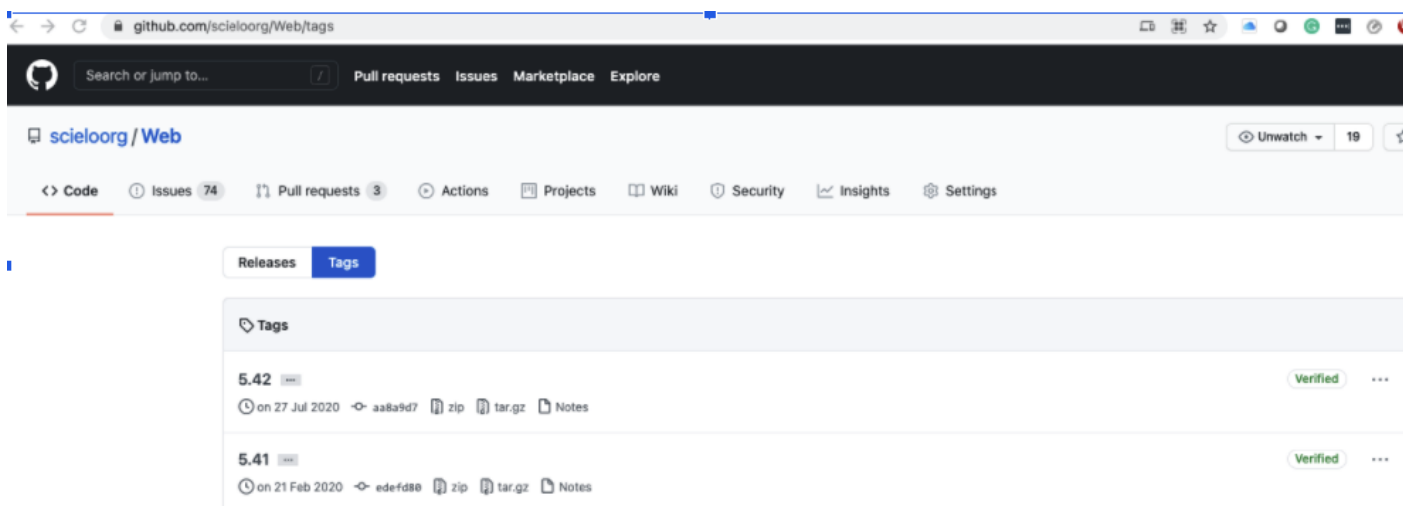 github.com/scieloorg/Web/tags
Search or jump to... / Pull requests Issues Marketplace Explore
scieloorg / Web Unwatch 19
<> Code Issues 74 Pull requests 3 Actions Projects Wiki Security Insights Settings
Releases Tags
Tags
5.42 ... Verified ...
on 27 Jul 2020 aa8a9d7 zip tar.gz Notes
5.41 ... Verified ...
on 21 Feb 2020 edefd80 zip tar.gz Notes